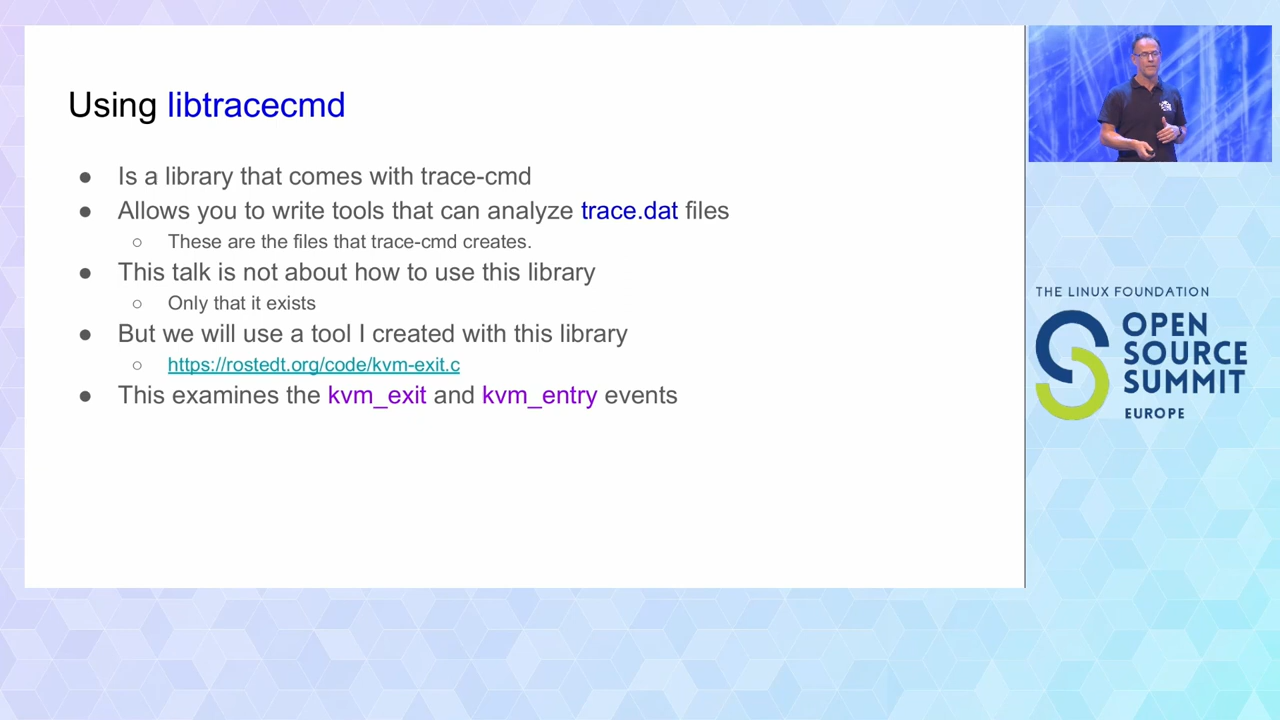 Using libtracecmd
● Is a library that comes with trace-cmd
● Allows you to write tools that can analyze trace.dat files
○ These are the files that trace-cmd creates.
● This talk is not about how to use this library
○ Only that it exists
● But we will use a tool I created with this library
○ https://rostedt.org/code/kvm-exit.c
● This examines the kvm_exit and kvm_entry events
THE LINUX FOUNDATION
OPEN
SOURCE
SUMMIT
EUROPE